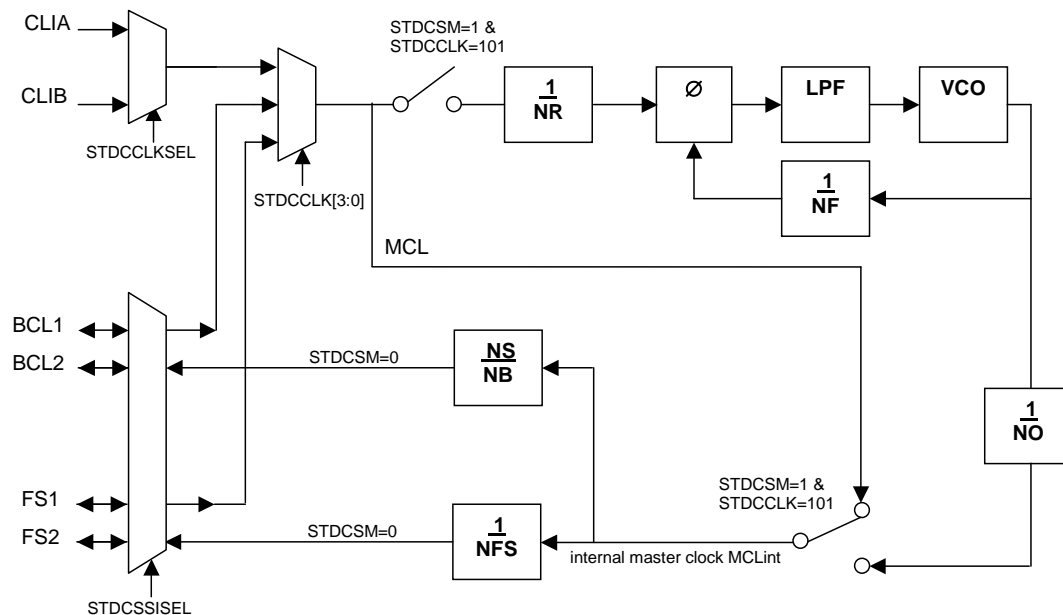 CLIA
CLIB
STDCCLKSEL
STDCCLK[3:0]
STDCSM=1 &
STDCCLK=101
1
NR
Ø
LPF
VCO
1
NF
MCL
BCL1
BCL2
STDCSM=0
NS
NB
1
NO
FS1
FS2
STDCSM=0
1
NFS
STDCSM=1 &
STDCCLK=101
internal master clock MCLint
STDCSSISEL